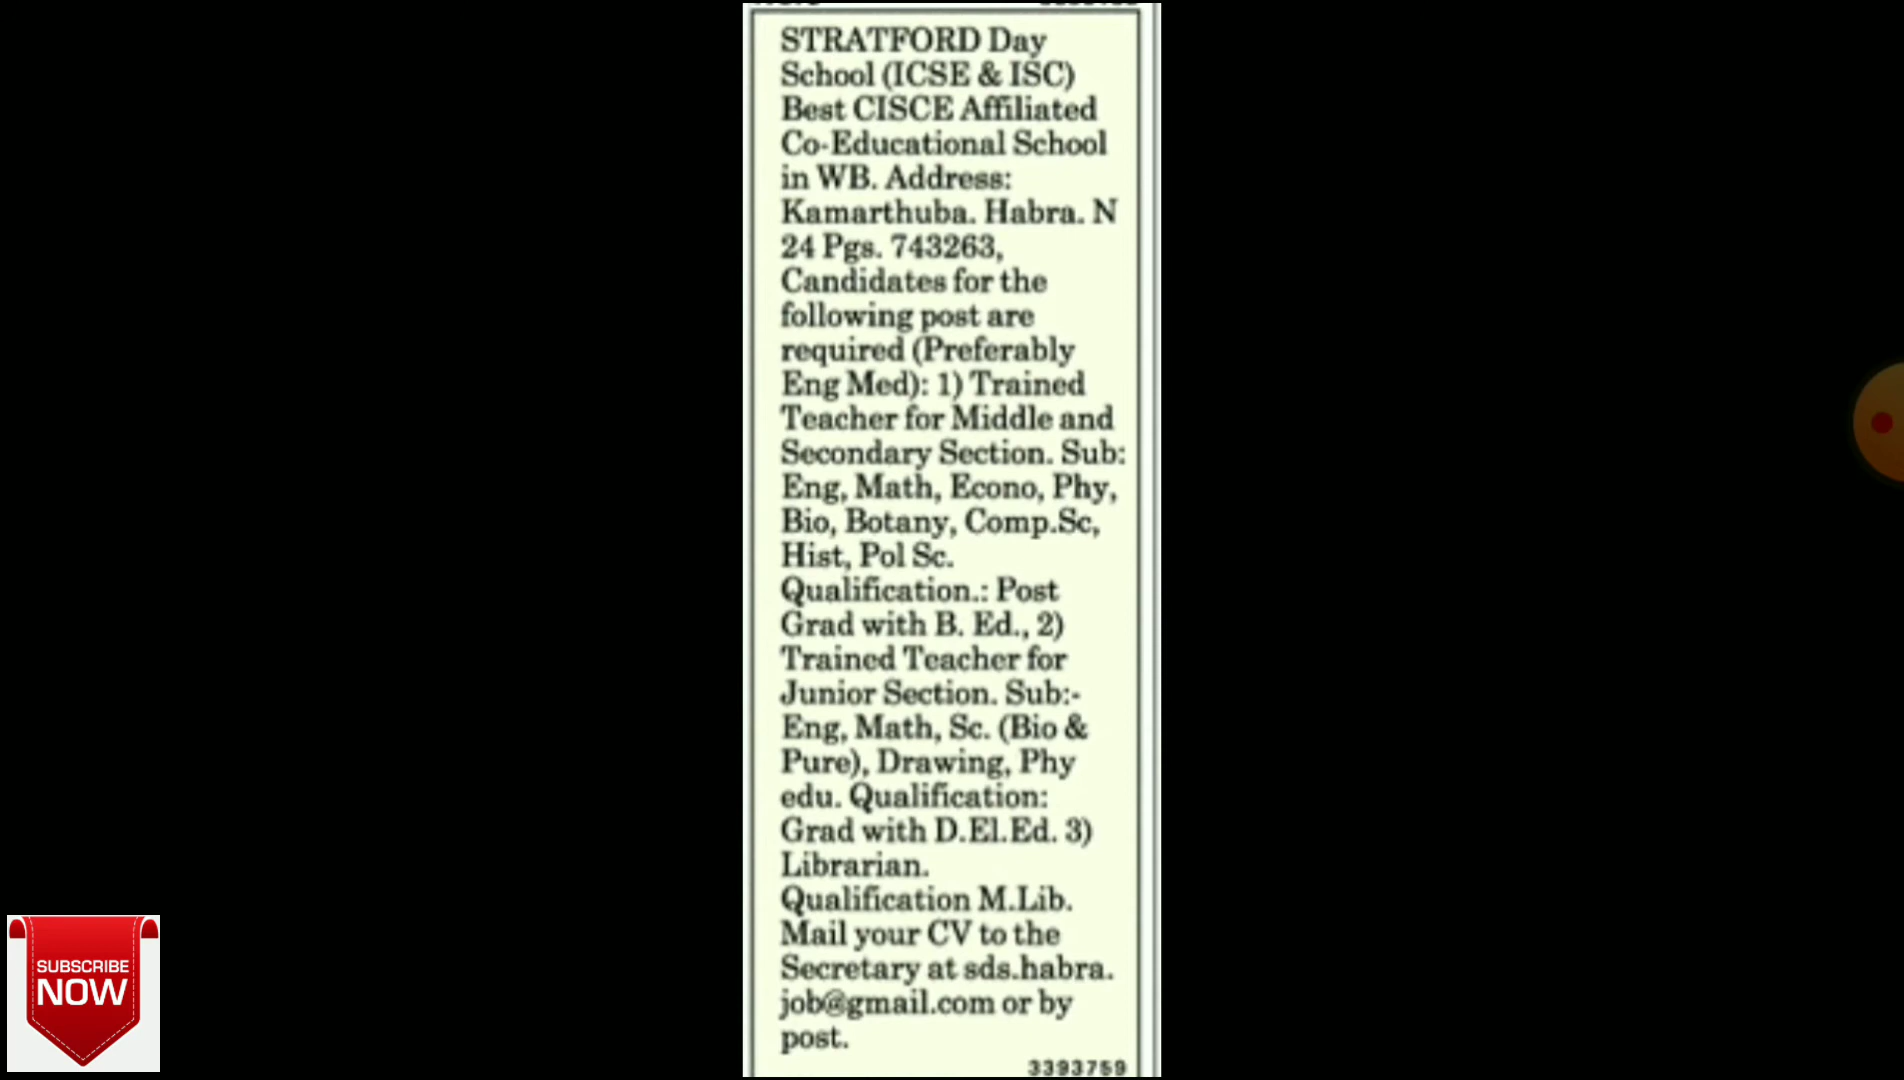 STRATFORD Day
School (ICSE & ISC)
Best CISCE Affiliated
Co-Educational School
in WB. Address:
Kamarthuba. Habra. N
24 Pgs. 743263,
Candidates for the
following post are
required (Preferably
Eng Med): 1) Trained
Teacher for Middle and
Secondary Section. Sub:
Eng, Math, Econo, Phy,
Bio, Botany, Comp.Sc,
Hist, Pol Sc.
Qualification.: Post
Grad with B. Ed., 2)
Trained Teacher for
Junior Section. Sub:-
Eng, Math, Sc. (Bio &
Pure), Drawing, Phy
edu. Qualification:
Grad with D.El.Ed. 3)
Librarian.
Qualification M.Lib.
Mail your CV to the
Secretary at sds.habra.
job@gmail.com or by
post.
3393759
SUBSCRIBE
NOW